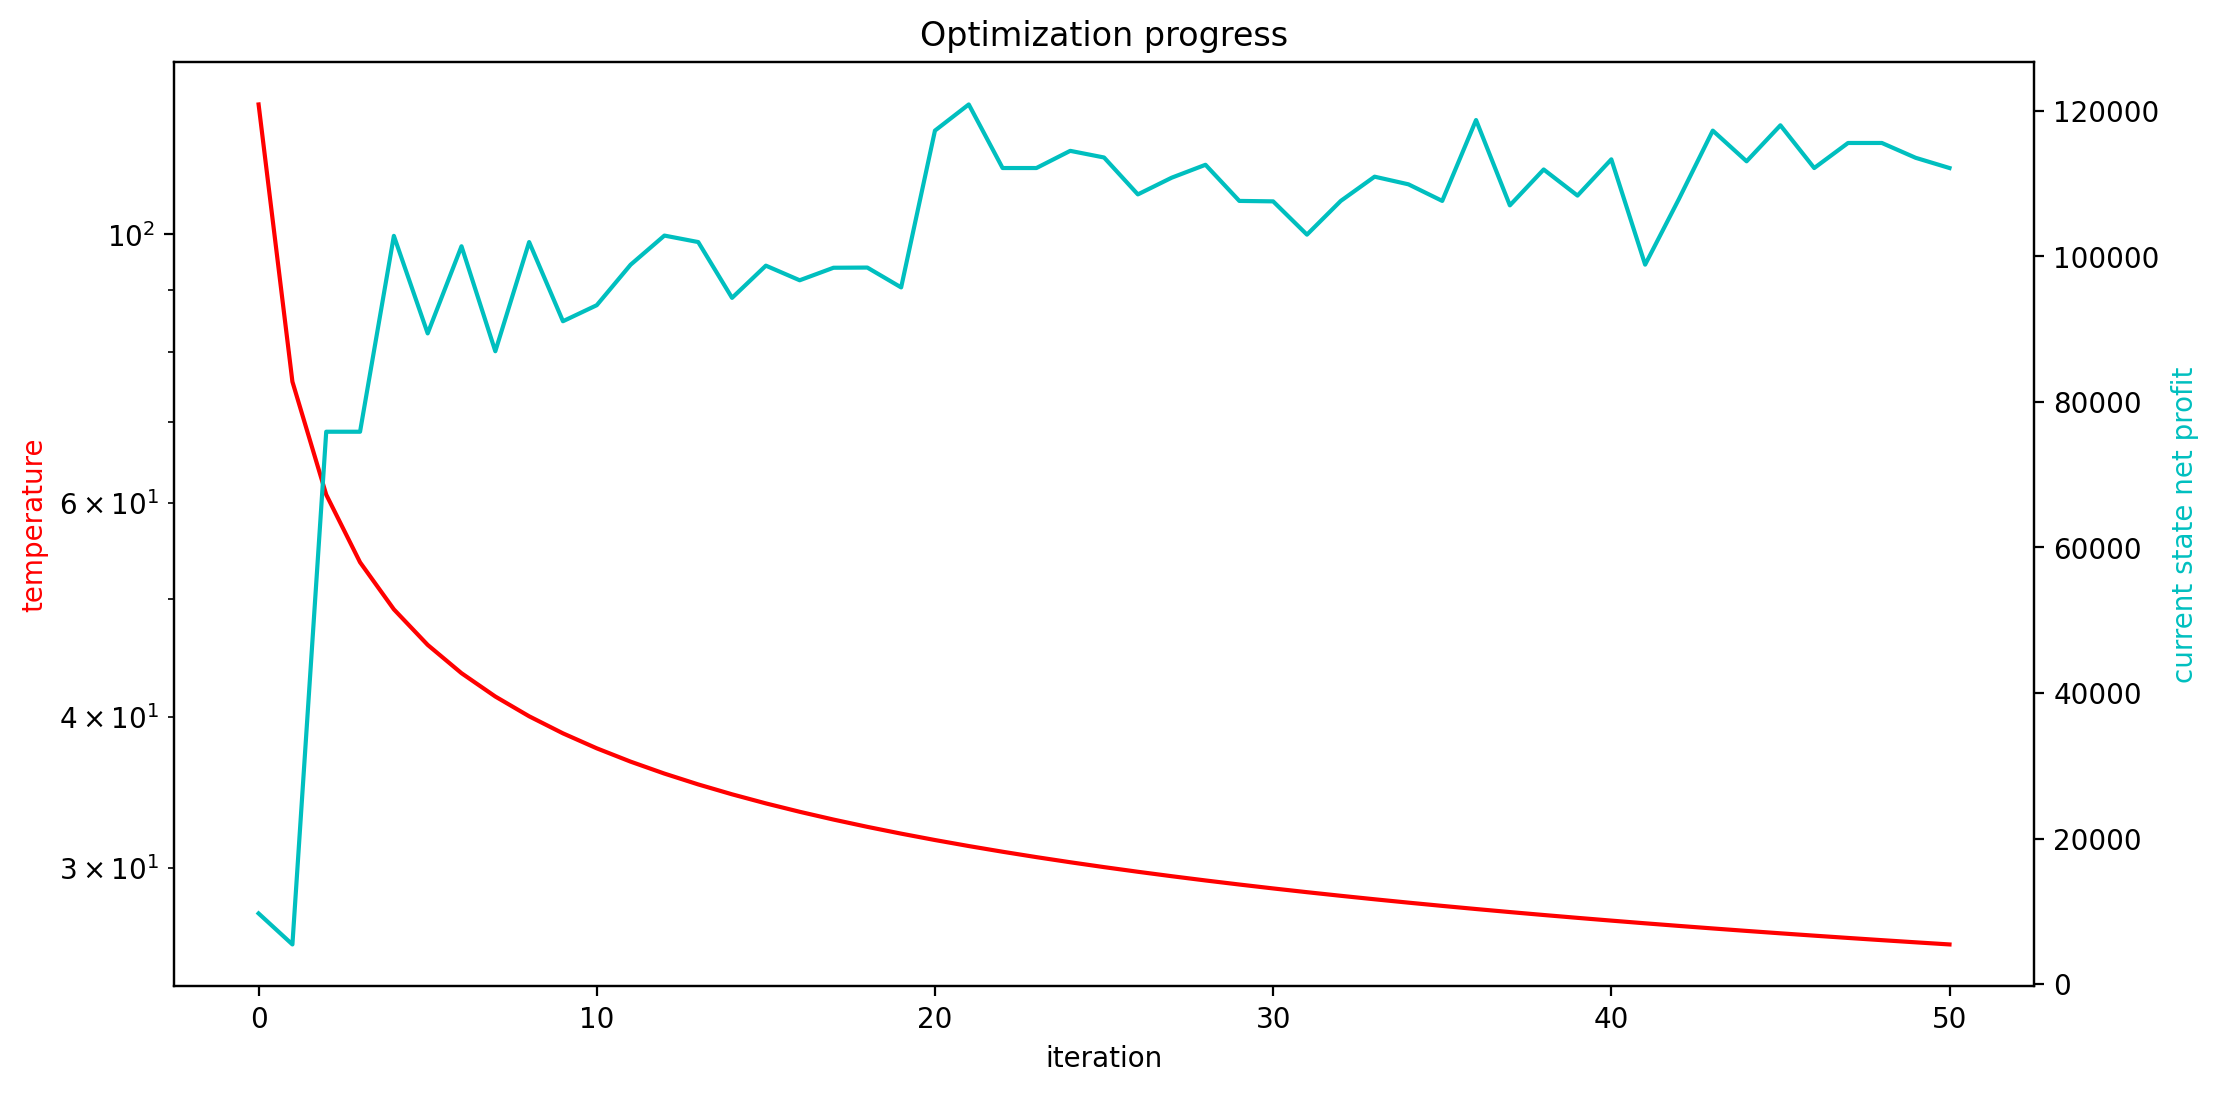 Optimization progress
temperature
10²
6 × 10¹
4 × 10¹
3 × 10¹
120000
100000
80000
60000
40000
20000
0
current state net profit
0 10 20 30 40 50
iteration